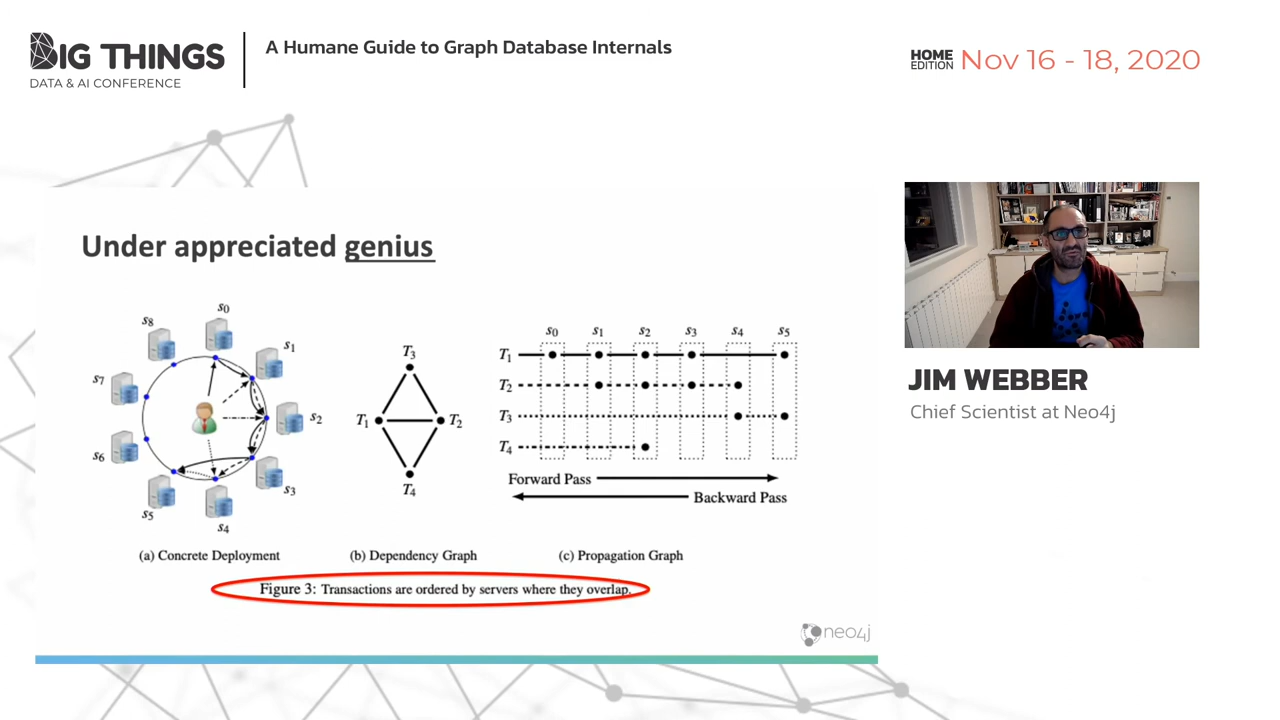 BIG THINGS
DATA & AI CONFERENCE
A Humane Guide to Graph Database Internals
HOME
EDITION
Nov 16 - 18, 2020
Under appreciated genius
s0
s1
s2
s3
s4
s5
s6
s7
s8
(a) Concrete Deployment
T3
T1
T2
T4
(b) Dependency Graph
s0 s1 s2 s3 s4 s5
T1
T2
T3
T4
Forward Pass
Backward Pass
(c) Propagation Graph
Figure 3: Transactions are ordered by servers where they overlap.
neo4j
JIM WEBBER
Chief Scientist at Neo4j